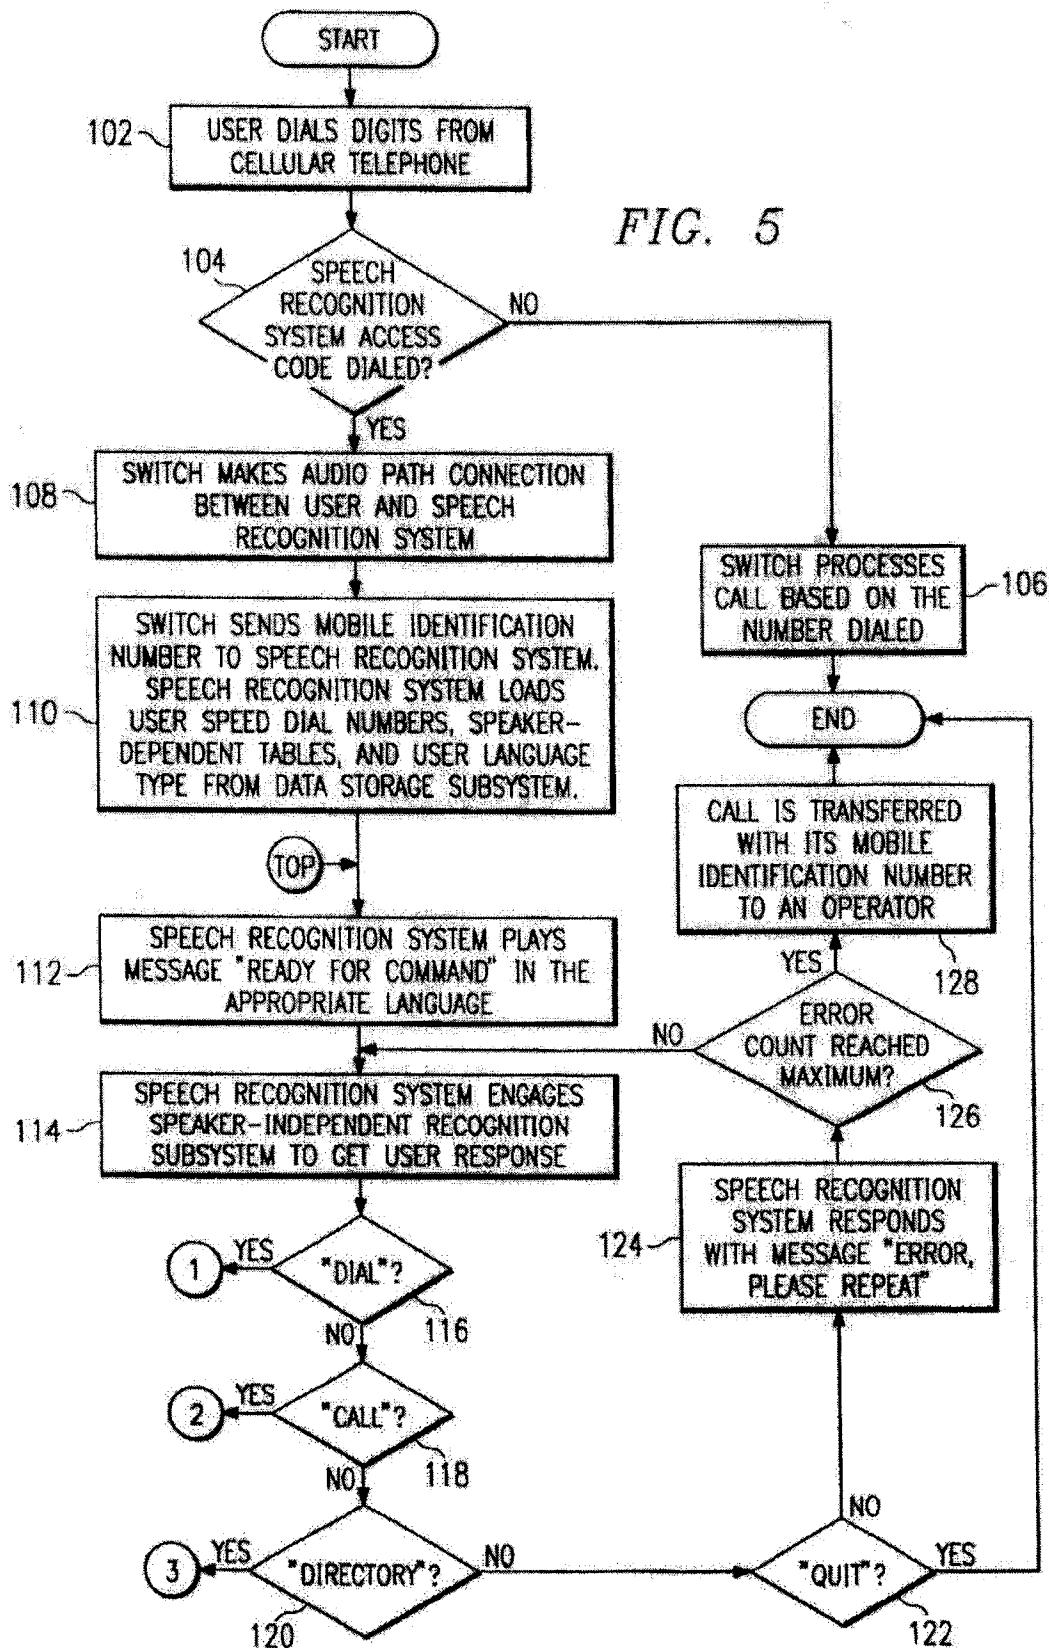 START
102
USER DIALS DIGITS FROM
CELLULAR TELEPHONE
FIG. 5
104
SPEECH
RECOGNITION
SYSTEM ACCESS
CODE DIALED?
NO
YES
108
SWITCH MAKES AUDIO PATH CONNECTION
BETWEEN USER AND SPEECH
RECOGNITION SYSTEM
SWITCH PROCESSES
CALL BASED ON THE
NUMBER DIALED
106
110
SWITCH SENDS MOBILE IDENTIFICATION
NUMBER TO SPEECH RECOGNITION SYSTEM.
SPEECH RECOGNITION SYSTEM LOADS
USER SPEED DIAL NUMBERS, SPEAKER-
DEPENDENT TABLES, AND USER LANGUAGE
TYPE FROM DATA STORAGE SUBSYSTEM.
END
TOP
CALL IS TRANSFERRED
WITH ITS MOBILE
IDENTIFICATION NUMBER
TO AN OPERATOR
128
112
SPEECH RECOGNITION SYSTEM PLAYS
MESSAGE "READY FOR COMMAND" IN THE
APPROPRIATE LANGUAGE
YES
NO
ERROR
COUNT REACHED
MAXIMUM?
126
114
SPEECH RECOGNITION SYSTEM ENGAGES
SPEAKER-INDEPENDENT RECOGNITION
SUBSYSTEM TO GET USER RESPONSE
124
SPEECH RECOGNITION
SYSTEM RESPONDS
WITH MESSAGE "ERROR,
PLEASE REPEAT"
1
YES
"DIAL"?
116
NO
2
YES
"CALL"?
118
NO
3
YES
"DIRECTORY"?
120
NO
NO
"QUIT"?
YES
122